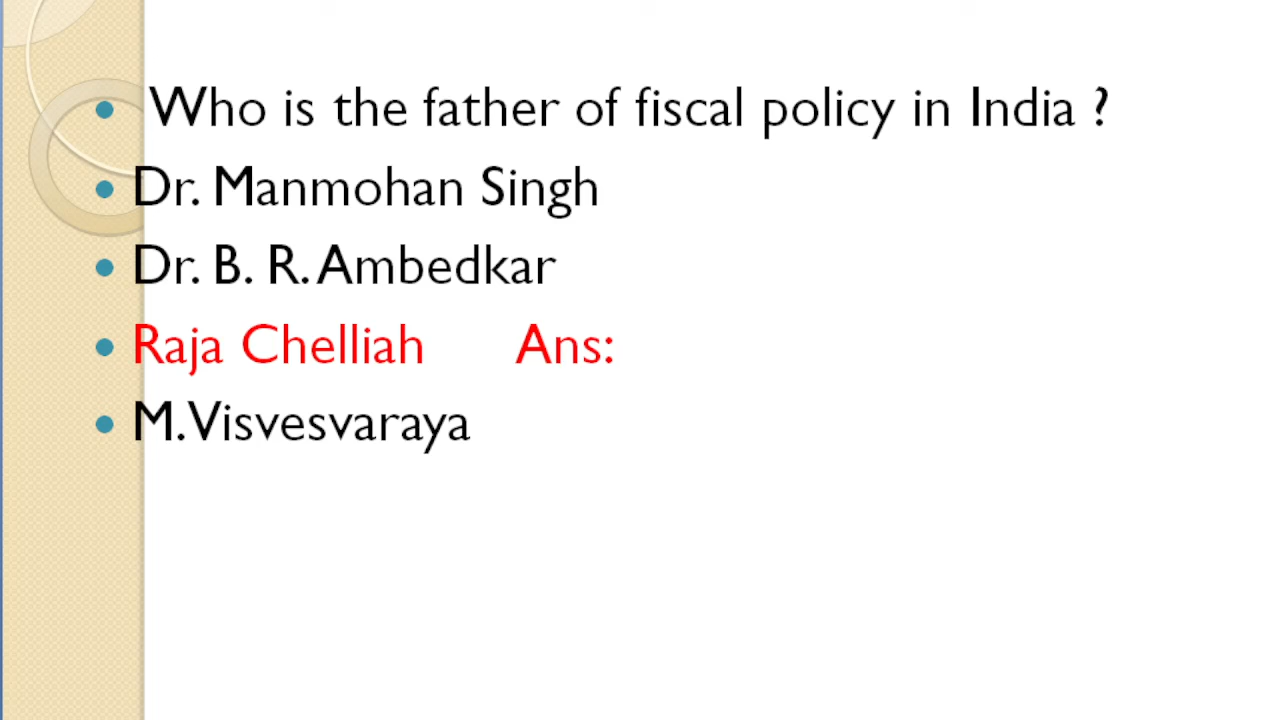 Who is the father of fiscal policy in India ?
Dr. Manmohan Singh
Dr. B. R. Ambedkar
Raja Chelliah Ans:
M. Visvesvaraya